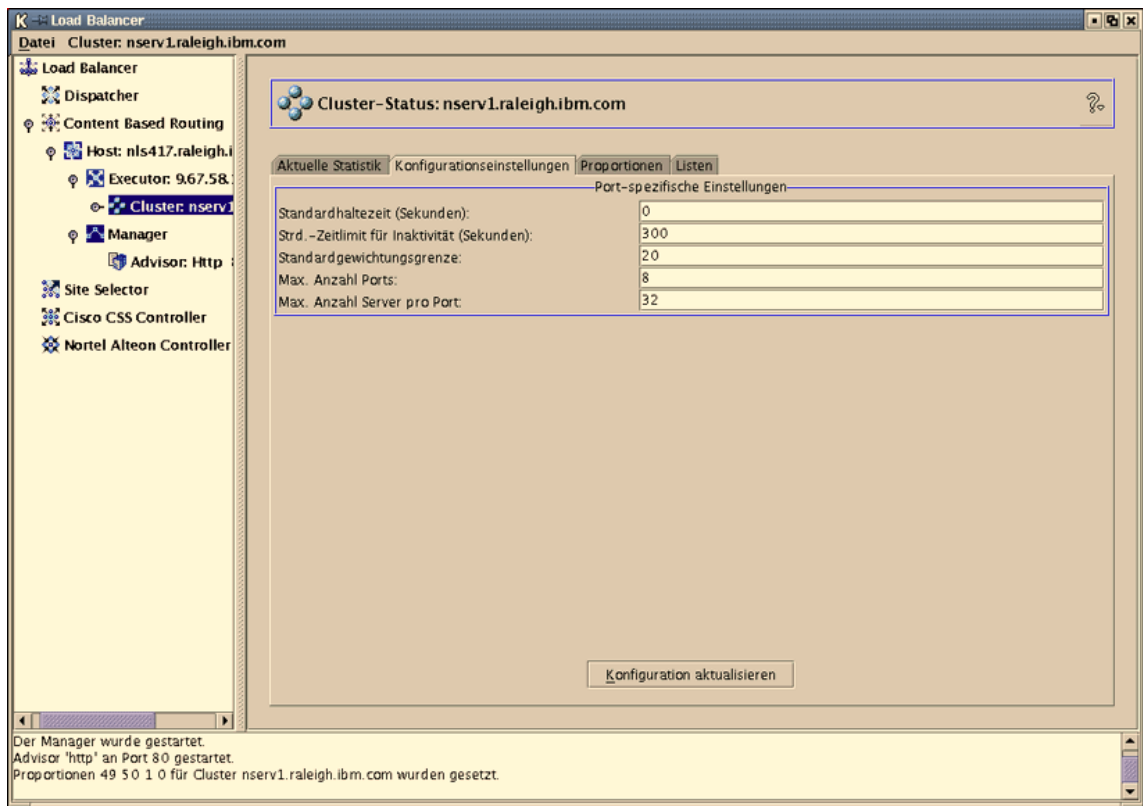 Load Balancer
Datei Cluster: nserv1.raleigh.ibm.com
Load Balancer
Dispatcher
Content Based Routing
Host: nls417.raleigh.i
Executor: 9.67.58.
Cluster: nserv1
Manager
Advisor: Http
Site Selector
Cisco CSS Controller
Nortel Alteon Controller
Cluster-Status: nserv1.raleigh.ibm.com
Aktuelle Statistik Konfigurationseinstellungen Proportionen Listen
Port-spezifische Einstellungen
Standardhaltezeit (Sekunden): 0
Strd.-Zeitlimit für Inaktivität (Sekunden): 300
Standardgewichtungsgrenze: 20
Max. Anzahl Ports: 8
Max. Anzahl Server pro Port: 32
Konfiguration aktualisieren
Der Manager wurde gestartet.
Advisor 'http' an Port 80 gestartet.
Proportionen 49 50 1 0 für Cluster nserv1.raleigh.ibm.com wurden gesetzt.